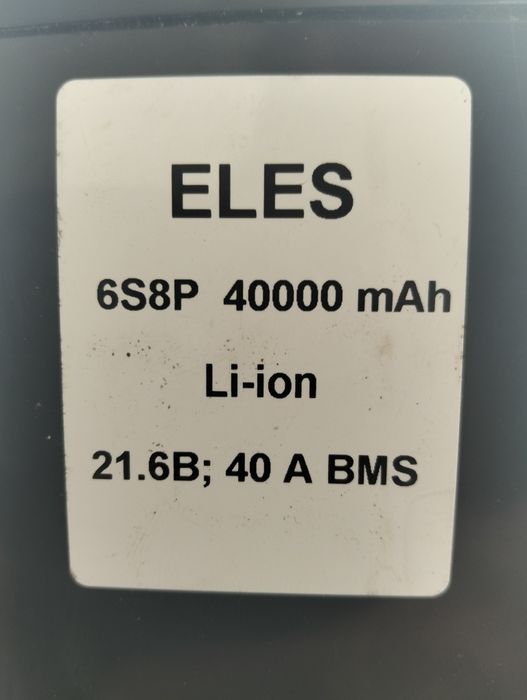 ELES
6S8P 40000 mAh
Li-ion
21.6В; 40 A BMS